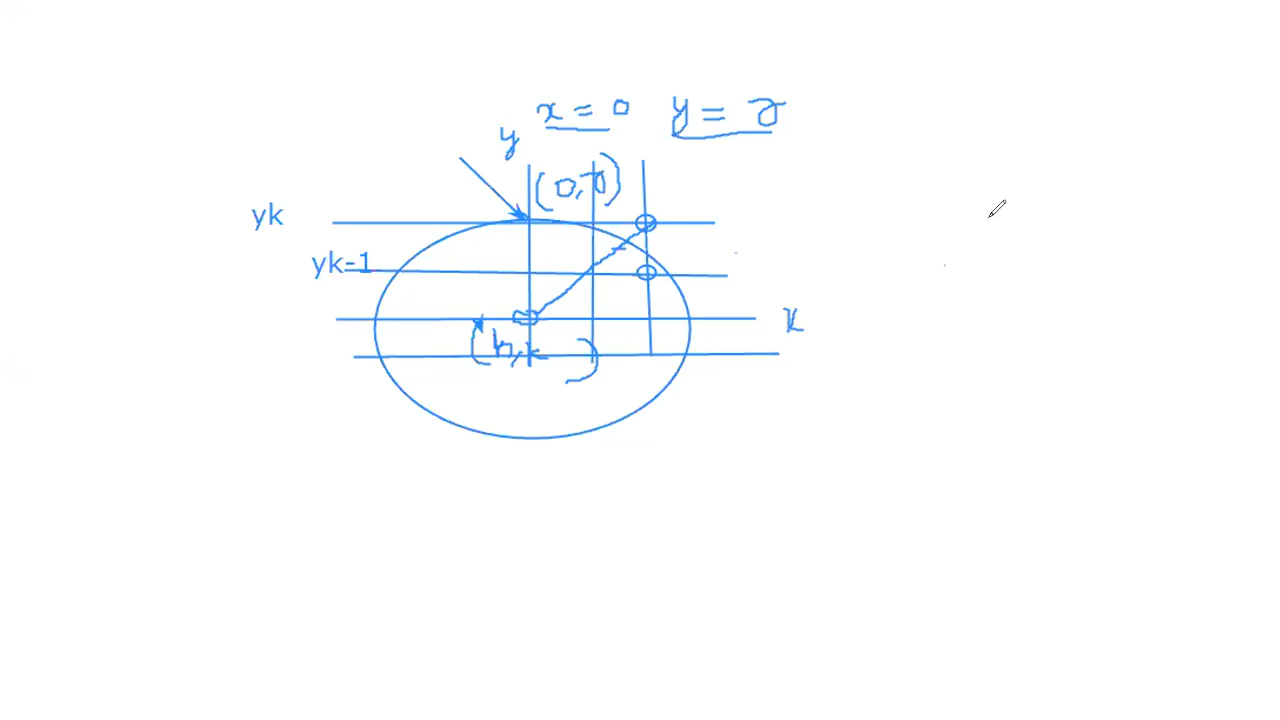 x = 0 y = r
y
(0, r)
yk
yk-1
x
(h, k )